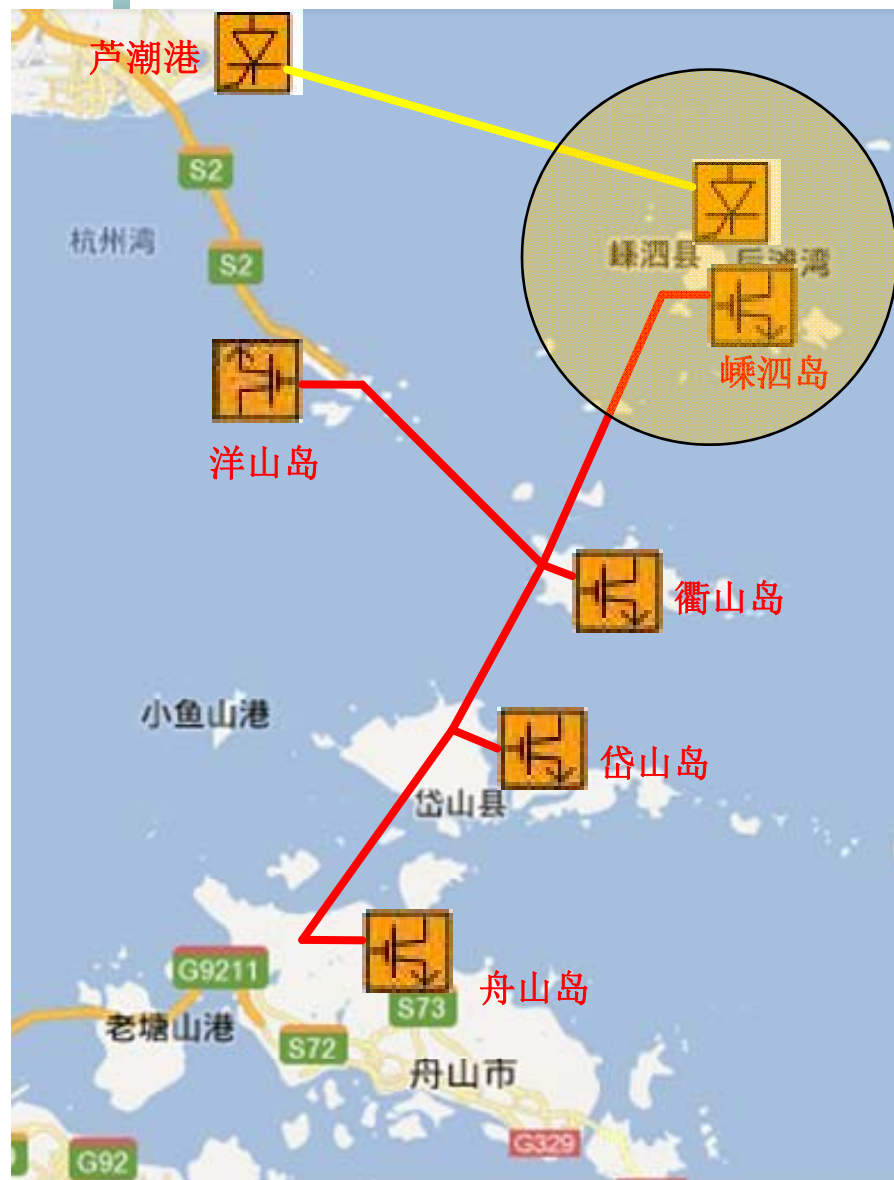 芦潮港
S2
杭州湾
S2
嵊泗县
嵊泗岛
洋山岛
衢山岛
小鱼山港
岱山岛
岱山县
G9211
舟山岛
S73
老塘山港
S72
舟山市
G329
G92